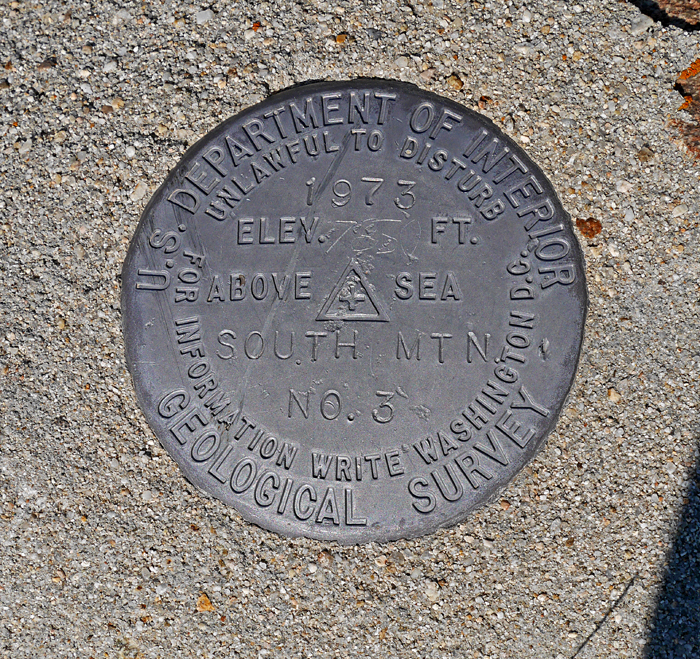 U.S. DEPARTMENT OF INTERIOR
UNLAWFUL TO DISTURB
1973
ELEV. FT.
ABOVE SEA
SOUTH MTN
NO. 3
FOR INFORMATION WRITE WASHINGTON D.C.
GEOLOGICAL SURVEY